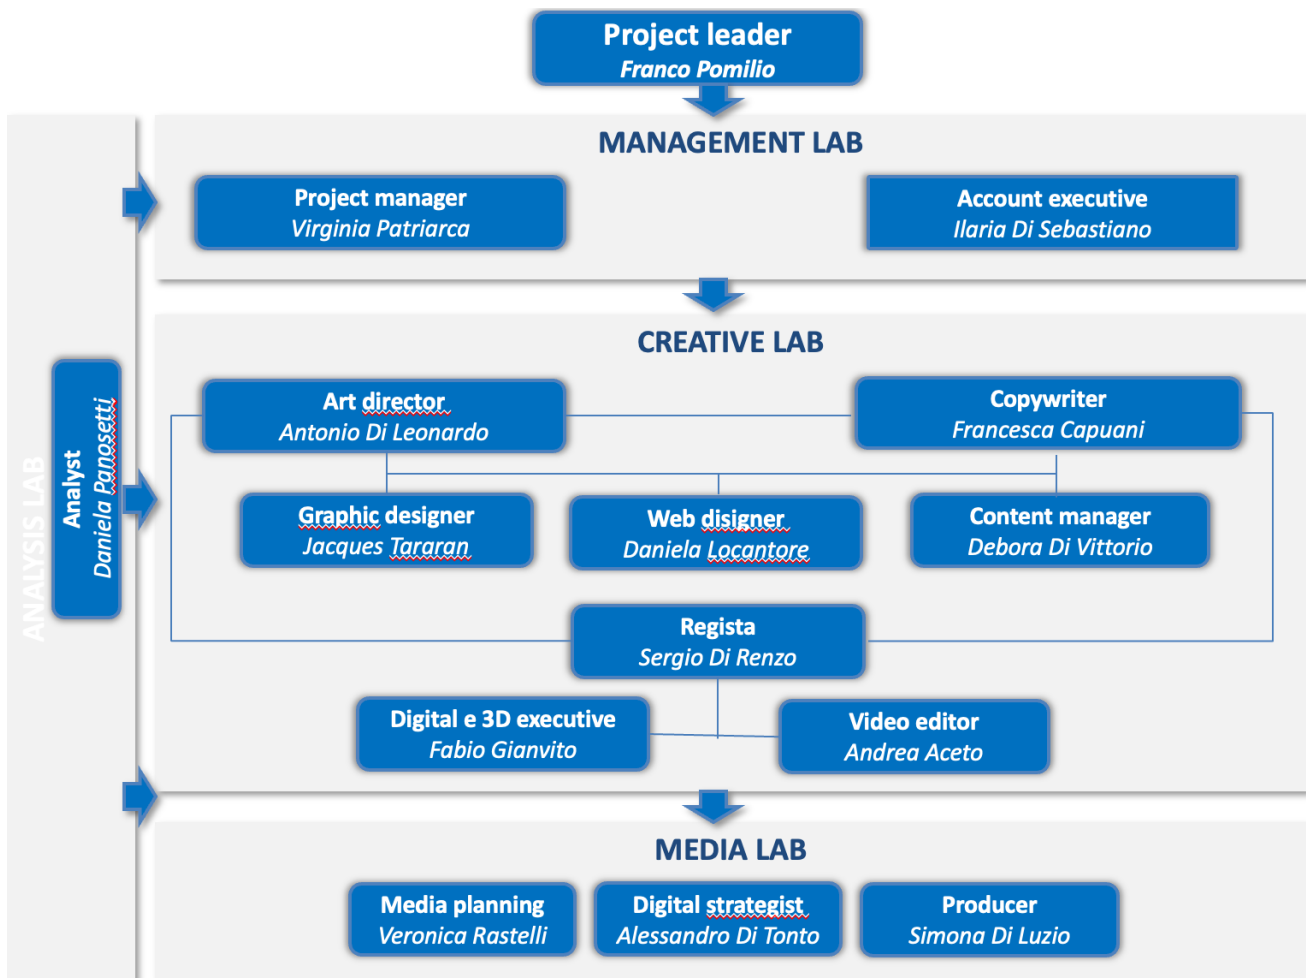 Project leader
Franco Pomilio
MANAGEMENT LAB
Project manager
Virginia Patriarca
Account executive
Ilaria Di Sebastiano
ANALYSIS LAB
Analyst
Daniela Panosetti
CREATIVE LAB
Art director
Antonio Di Leonardo
Copywriter
Francesca Capuani
Graphic designer
Jacques Tararan
Web disigner
Daniela Locantore
Content manager
Debora Di Vittorio
Regista
Sergio Di Renzo
Digital e 3D executive
Fabio Gianvito
Video editor
Andrea Aceto
MEDIA LAB
Media planning
Veronica Rastelli
Digital strategist
Alessandro Di Tonto
Producer
Simona Di Luzio